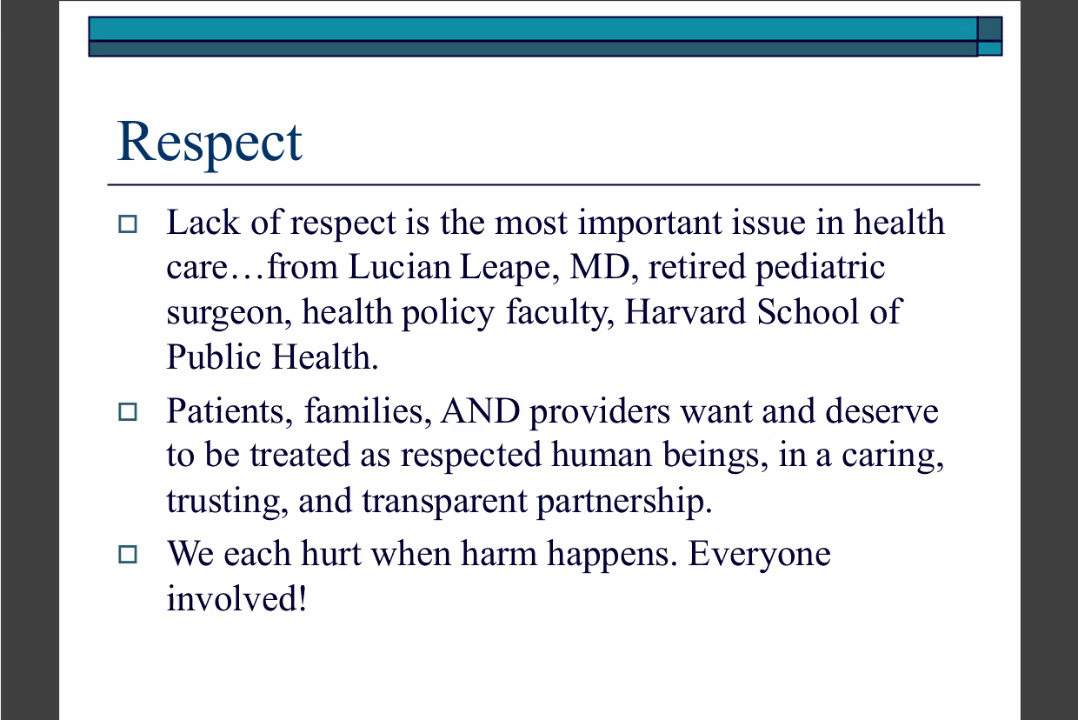 Respect
Lack of respect is the most important issue in health
care…from Lucian Leape, MD, retired pediatric
surgeon, health policy faculty, Harvard School of
Public Health.
Patients, families, AND providers want and deserve
to be treated as respected human beings, in a caring,
trusting, and transparent partnership.
We each hurt when harm happens. Everyone
involved!